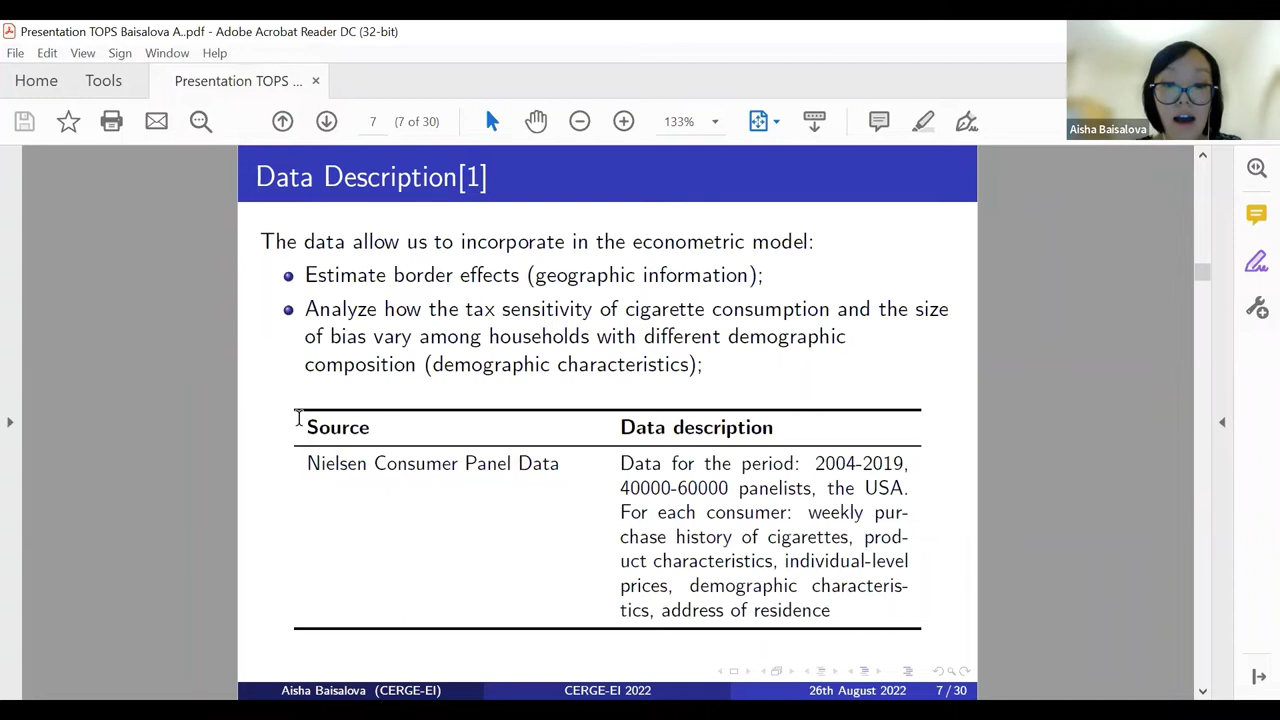 Presentation TOPS Baisalova A..pdf - Adobe Acrobat Reader DC (32-bit)
File Edit View Sign Window Help
Home Tools Presentation TOPS ... ×
7 (7 of 30) 133%
Aisha Baisalova
Data Description[1]
The data allow us to incorporate in the econometric model:
Estimate border effects (geographic information);
Analyze how the tax sensitivity of cigarette consumption and the size
of bias vary among households with different demographic
composition (demographic characteristics);
Source Data description
Nielsen Consumer Panel Data Data for the period: 2004-2019,
40000-60000 panelists, the USA.
For each consumer: weekly pur-
chase history of cigarettes, prod-
uct characteristics, individual-level
prices, demographic characteris-
tics, address of residence
Aisha Baisalova (CERGE-EI) CERGE-EI 2022 26th August 2022 7 / 30